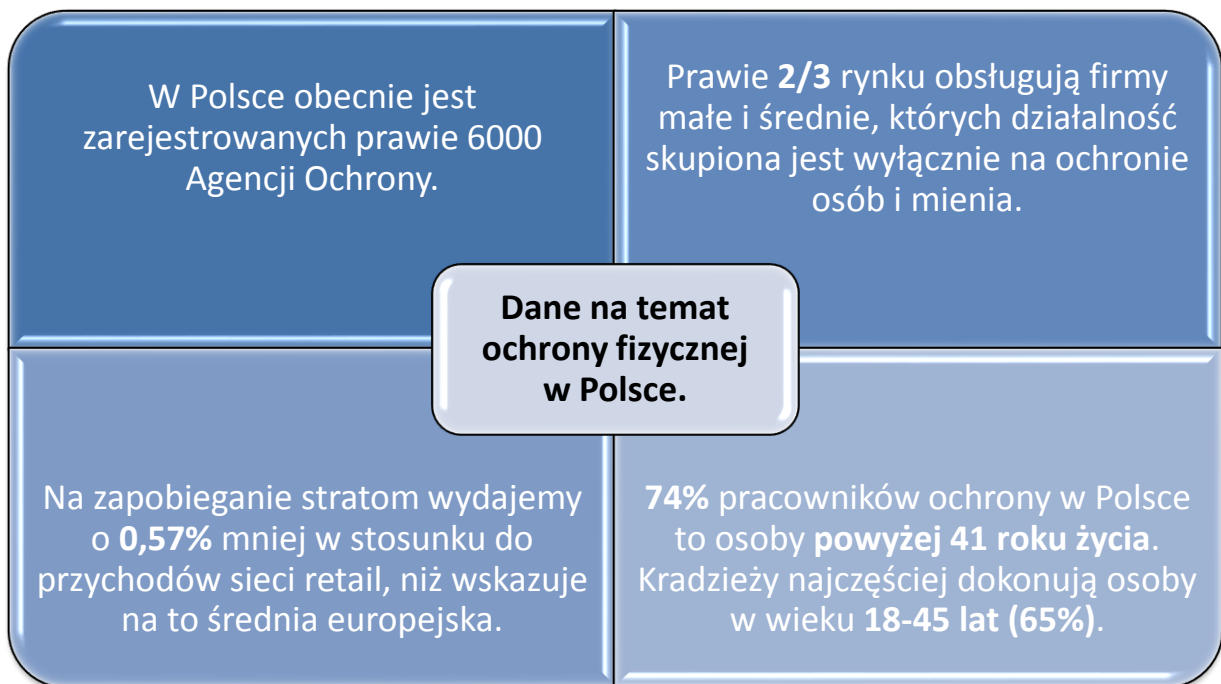 W Polsce obecnie jest
zarejestrowanych prawie 6000
Agencji Ochrony.
Prawie 2/3 rynku obsługują firmy
małe i średnie, których działalność
skupiona jest wyłącznie na ochronie
osób i mienia.
Dane na temat
ochrony fizycznej
w Polsce.
Na zapobieganie stratom wydajemy
o 0,57% mniej w stosunku do
przychodów sieci retail, niż wskazuje
na to średnia europejska.
74% pracowników ochrony w Polsce
to osoby powyżej 41 roku życia.
Kradzieży najczęściej dokonują osoby
w wieku 18-45 lat (65%).